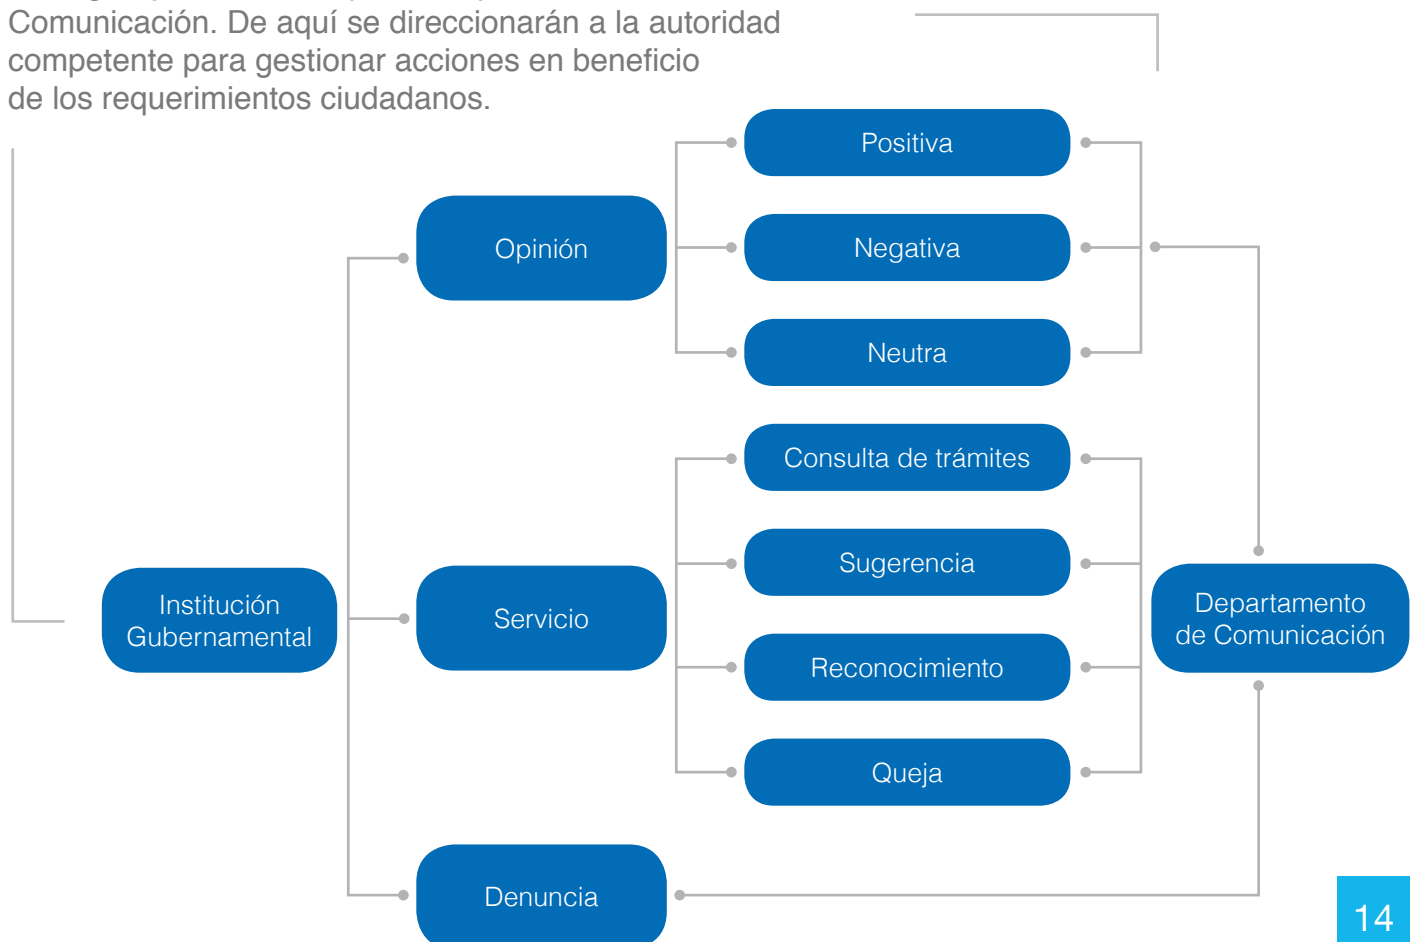 Comunicación. De aquí se direccionarán a la autoridad
competente para gestionar acciones en beneficio
de los requerimientos ciudadanos.
Positiva
Opinión
Negativa
Neutra
Consulta de trámites
Sugerencia
Institución
Gubernamental
Servicio
Departamento
de Comunicación
Reconocimiento
Queja
Denuncia
14